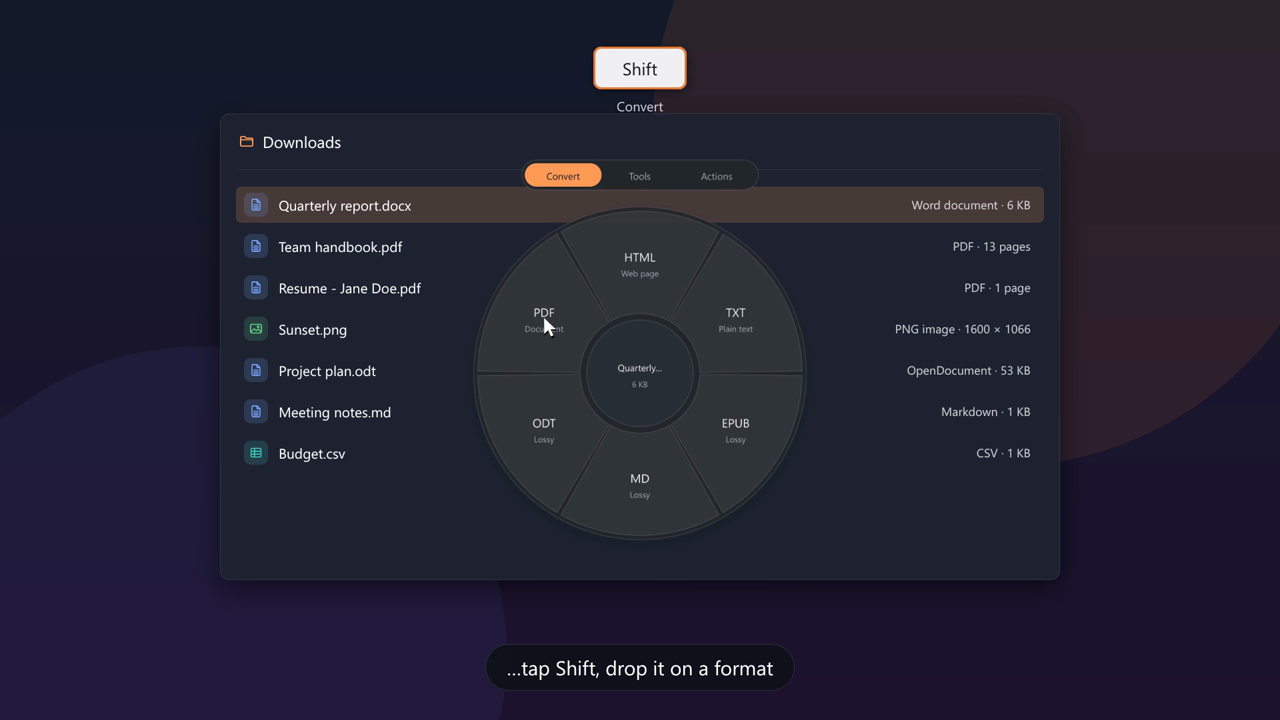 Shift
Convert
Downloads
Convert Tools Actions
Quarterly report.docx Word document · 6 KB
Team handbook.pdf PDF · 13 pages
Resume - Jane Doe.pdf PDF · 1 page
Sunset.png PNG image · 1600 × 1066
Project plan.odt OpenDocument · 53 KB
Meeting notes.md Markdown · 1 KB
Budget.csv CSV · 1 KB
HTML
Web page
PDF
Document
TXT
Plain text
Quarterly...
6 KB
ODT
Lossy
EPUB
Lossy
MD
Lossy
...tap Shift, drop it on a format